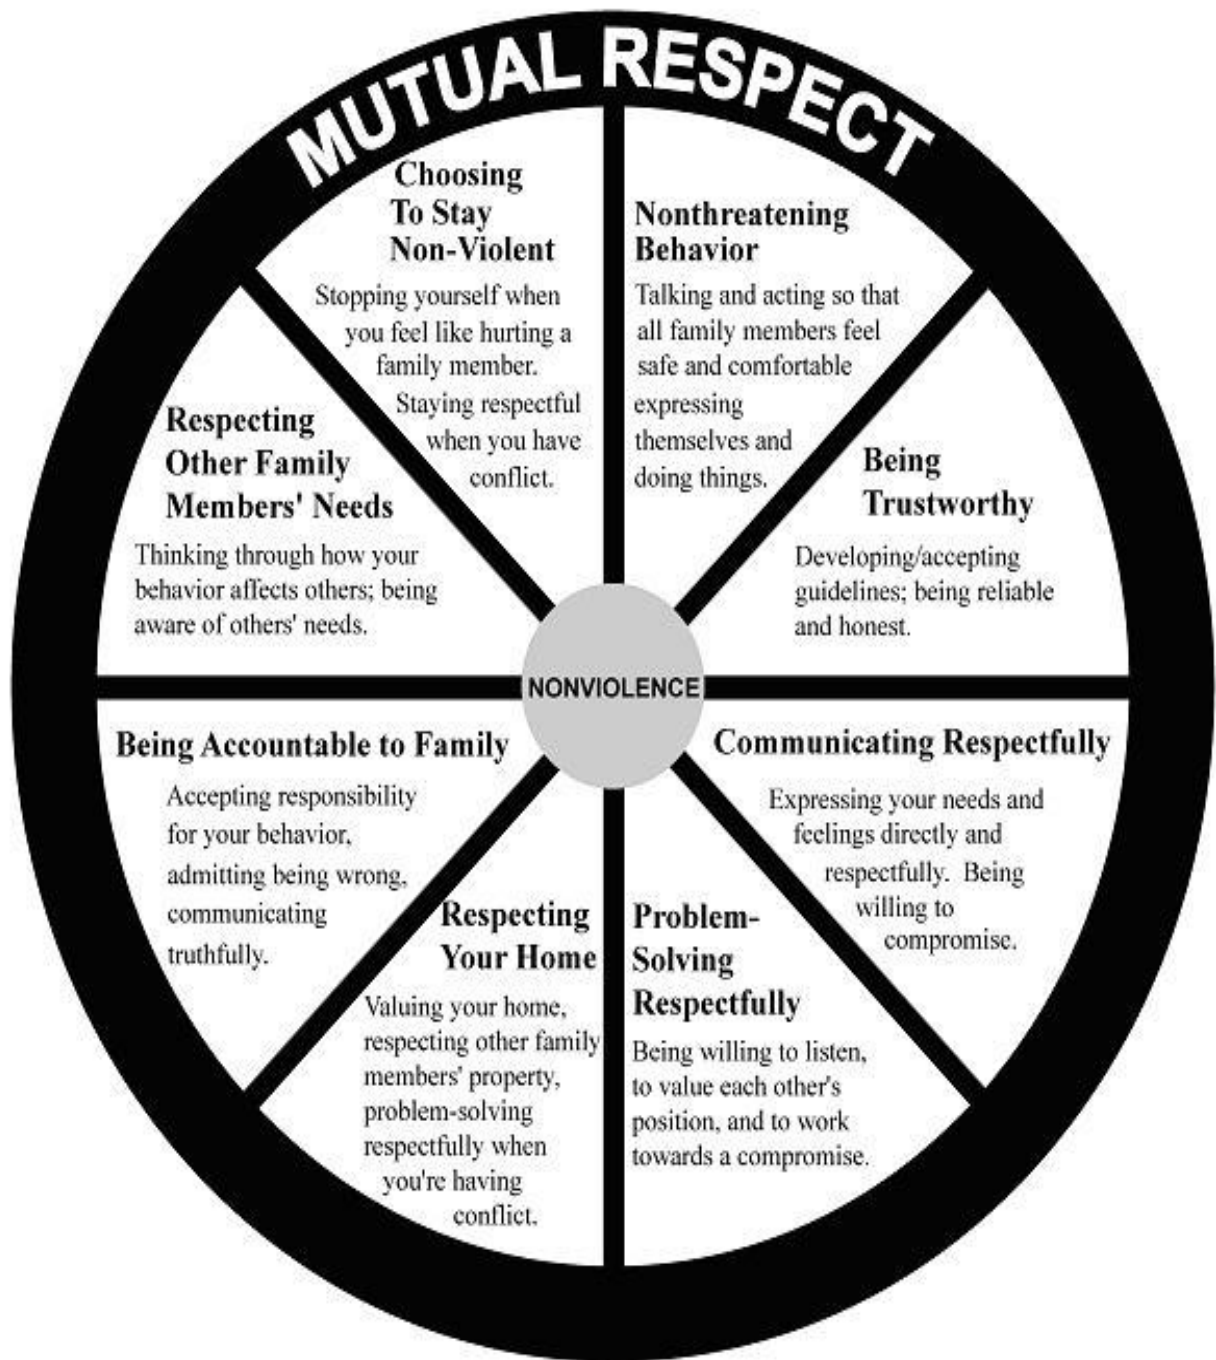 MUTUAL RESPECT
Choosing
To Stay
Non-Violent
Stopping yourself when
you feel like hurting a
family member.
Staying respectful
when you have
conflict.
Nonthreatening
Behavior
Talking and acting so that
all family members feel
safe and comfortable
expressing
themselves and
doing things.
Being
Trustworthy
Developing/accepting
guidelines; being reliable
and honest.
Communicating Respectfully
Expressing your needs and
feelings directly and
respectfully. Being
willing to
compromise.
Problem-
Solving
Respectfully
Being willing to listen,
to value each other's
position, and to work
towards a compromise.
Respecting
Your Home
Valuing your home,
respecting other family
members' property,
problem-solving
respectfully when
you're having
conflict.
Being Accountable to Family
Accepting responsibility
for your behavior,
admitting being wrong,
communicating
truthfully.
Respecting
Other Family
Members' Needs
Thinking through how your
behavior affects others; being
aware of others' needs.
NONVIOLENCE